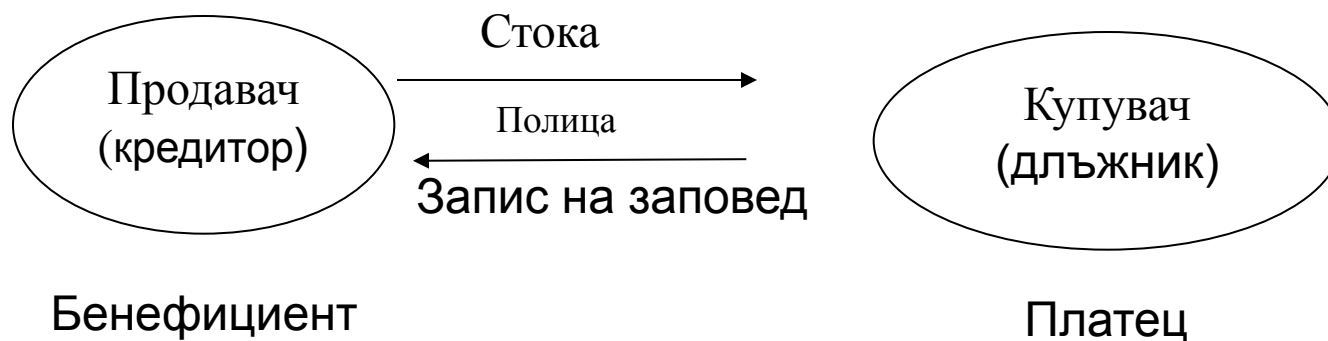 Стока
Продавач
(кредитор)
Полица
Купувач
(длъжник)
Запис на заповед
Бенефициент
Платец